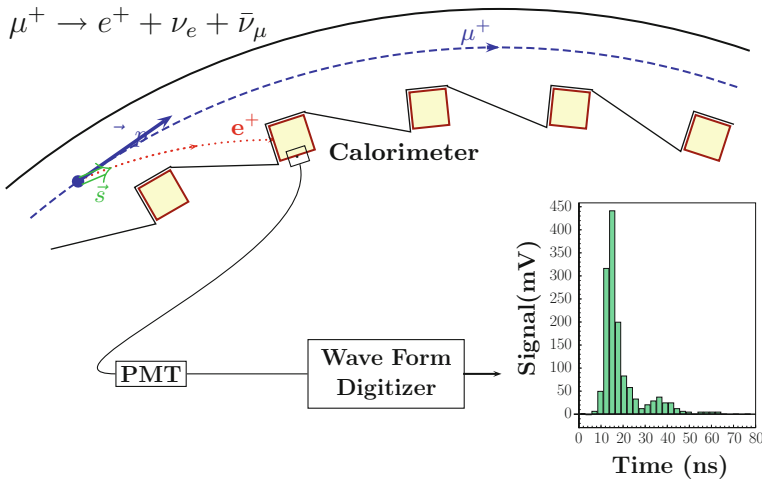 μ⁺ → e⁺ + ν_e + ν̄_μ
μ⁺
e⁺
s⃗
Calorimeter
PMT
Wave Form
Digitizer
Signal(mV)
450
400
350
300
250
200
150
100
50
0
0 10 20 30 40 50 60 70 80
Time (ns)